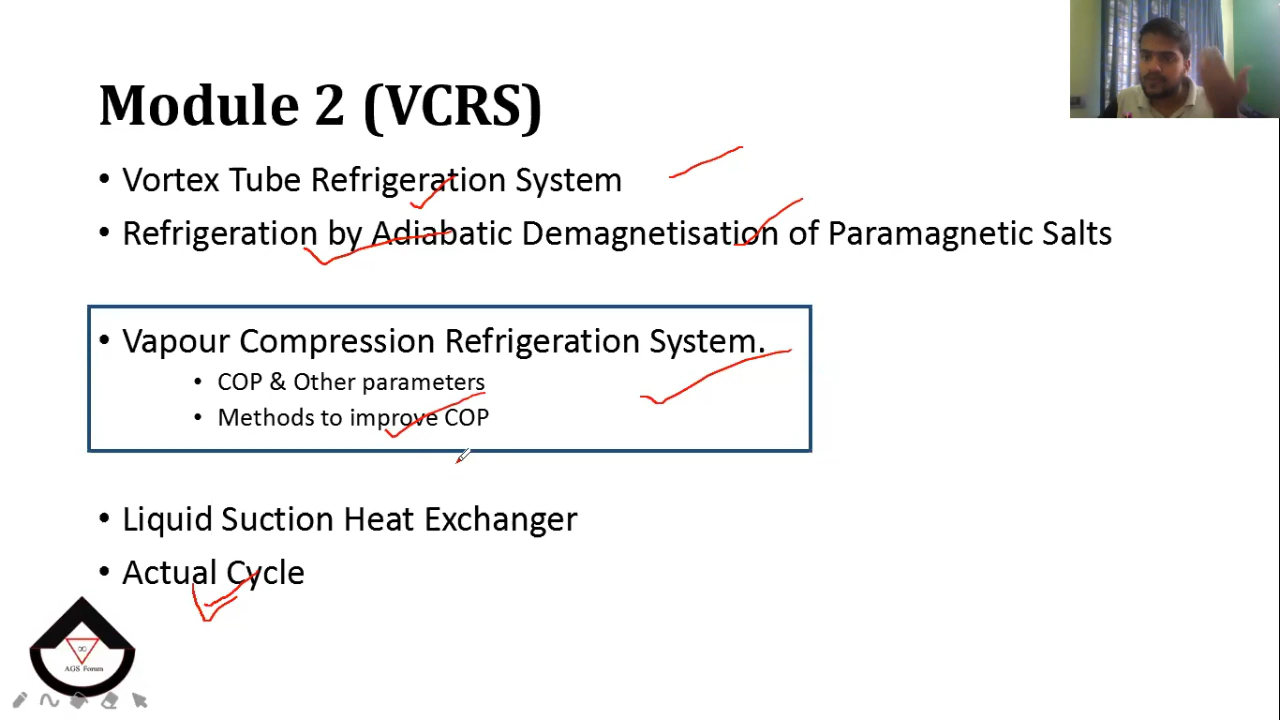 Module 2 (VCRS)
• Vortex Tube Refrigeration System
• Refrigeration by Adiabatic Demagnetisation of Paramagnetic Salts
• Vapour Compression Refrigeration System.
• COP & Other parameters
• Methods to improve COP
• Liquid Suction Heat Exchanger
• Actual Cycle
∞
AGS Forum